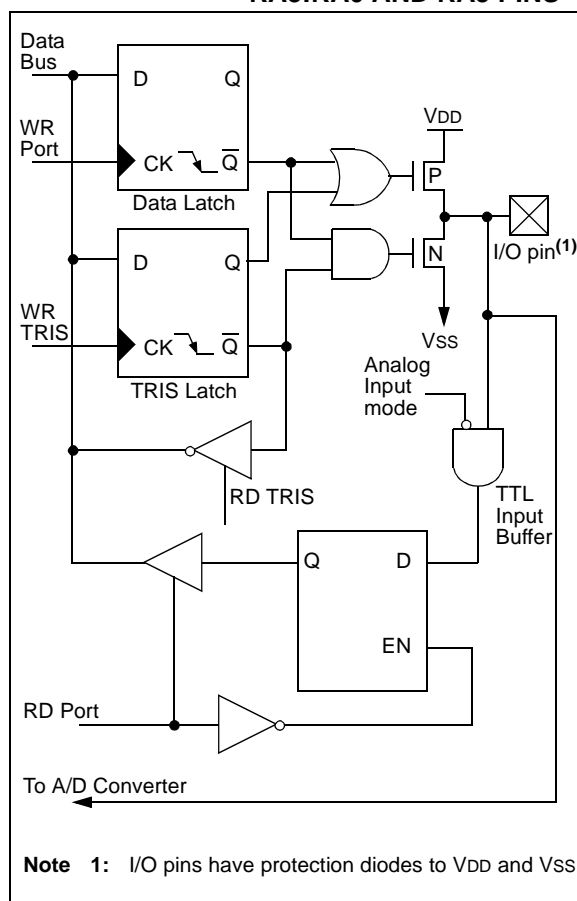 RA3:RA0 AND RA5 PINS
Data
Bus
D
Q
WR
Port
CK
Q
Data Latch
VDD
P
I/O pin(1)
N
VSS
D
Q
WR
TRIS
CK
Q
TRIS Latch
Analog
Input
mode
RD TRIS
TTL
Input
Buffer
Q
D
EN
RD Port
To A/D Converter
Note 1: I/O pins have protection diodes to VDD and VSS